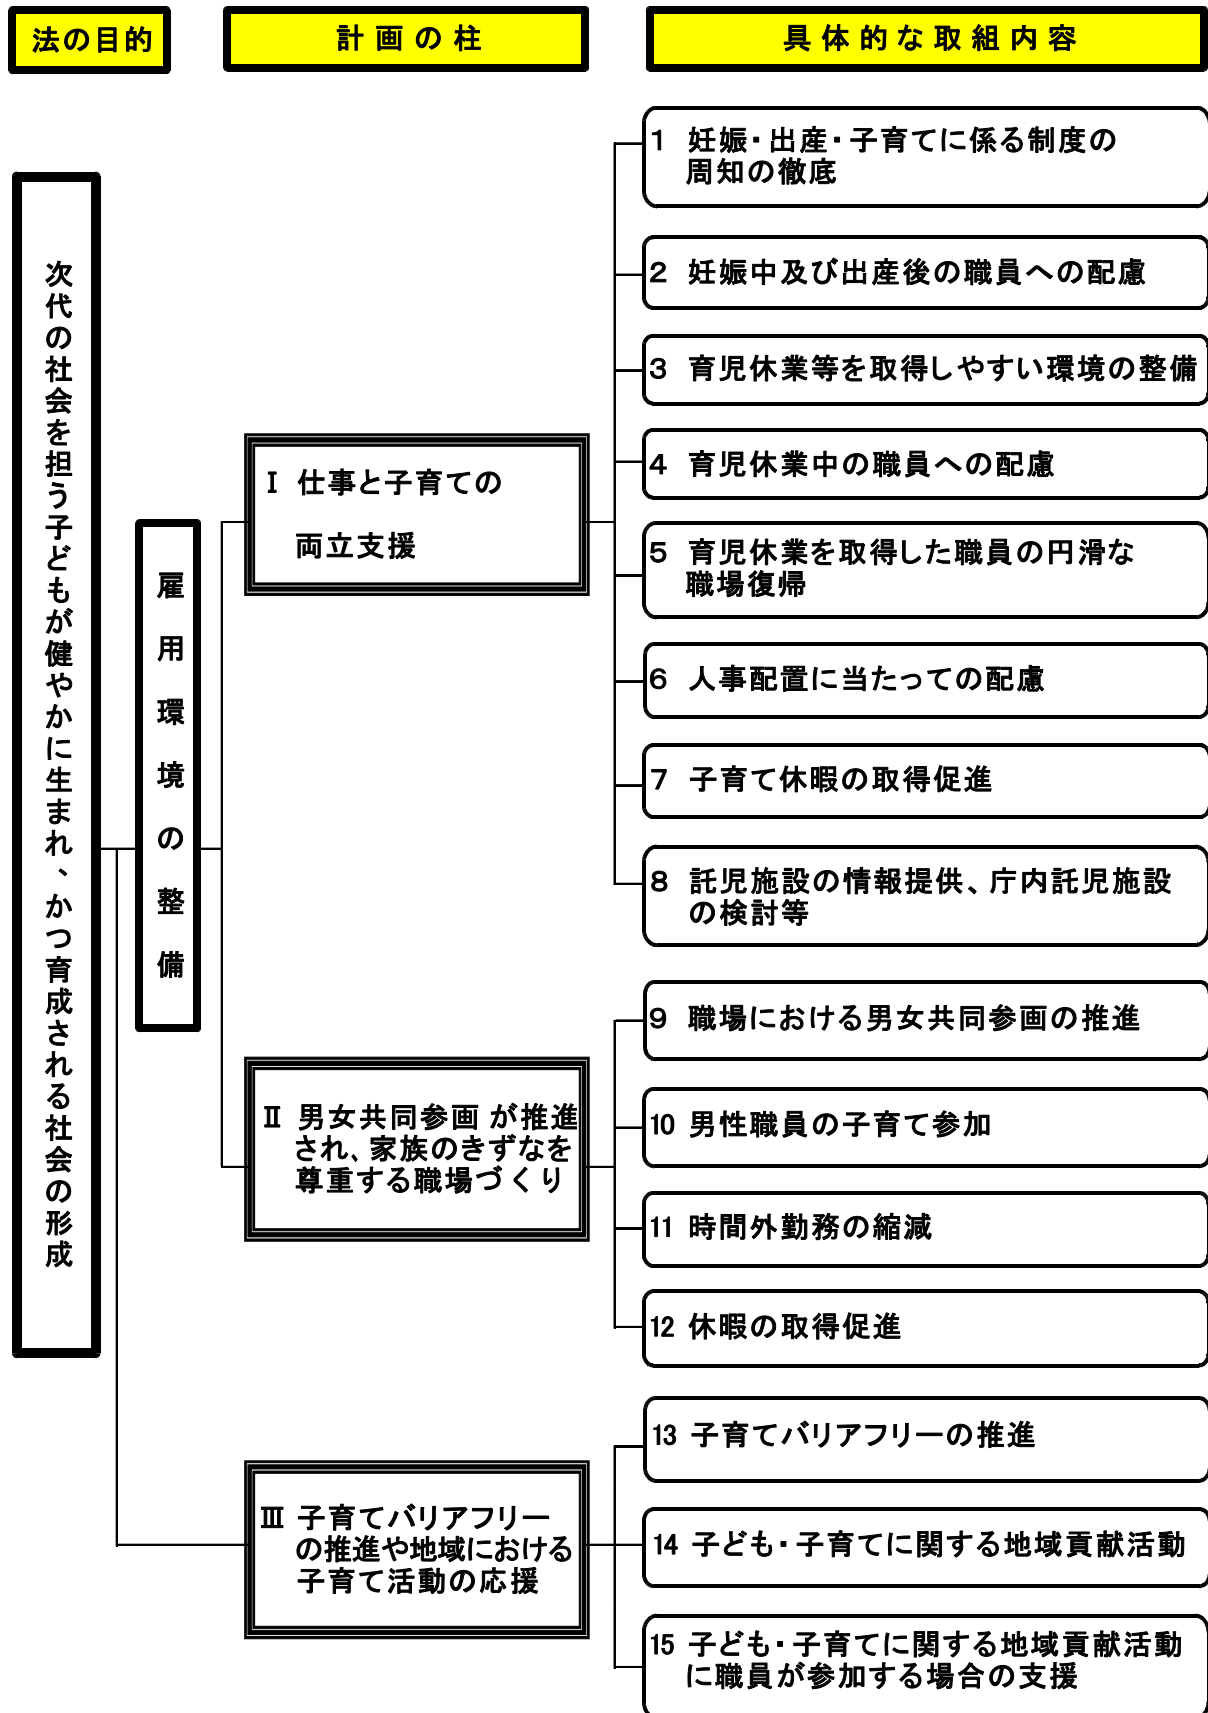 法の目的
計画の柱
具体的な取組内容
次代の社会を担う子どもが健やかに生まれ、かつ育成される社会の形成
雇用環境の整備
Ⅰ 仕事と子育ての
両立支援
1 妊娠・出産・子育てに係る制度の
周知の徹底
2 妊娠中及び出産後の職員への配慮
3 育児休業等を取得しやすい環境の整備
4 育児休業中の職員への配慮
5 育児休業を取得した職員の円滑な
職場復帰
6 人事配置に当たっての配慮
7 子育て休暇の取得促進
8 託児施設の情報提供、庁内託児施設
の検討等
Ⅱ 男女共同参画 が推進
され、家族のきずなを
尊重する職場づくり
9 職場における男女共同参画の推進
10 男性職員の子育て参加
11 時間外勤務の縮減
12 休暇の取得促進
Ⅲ 子育てバリアフリー
の推進や地域における
子育て活動の応援
13 子育てバリアフリーの推進
14 子ども・子育てに関する地域貢献活動
15 子ども・子育てに関する地域貢献活動
に職員が参加する場合の支援